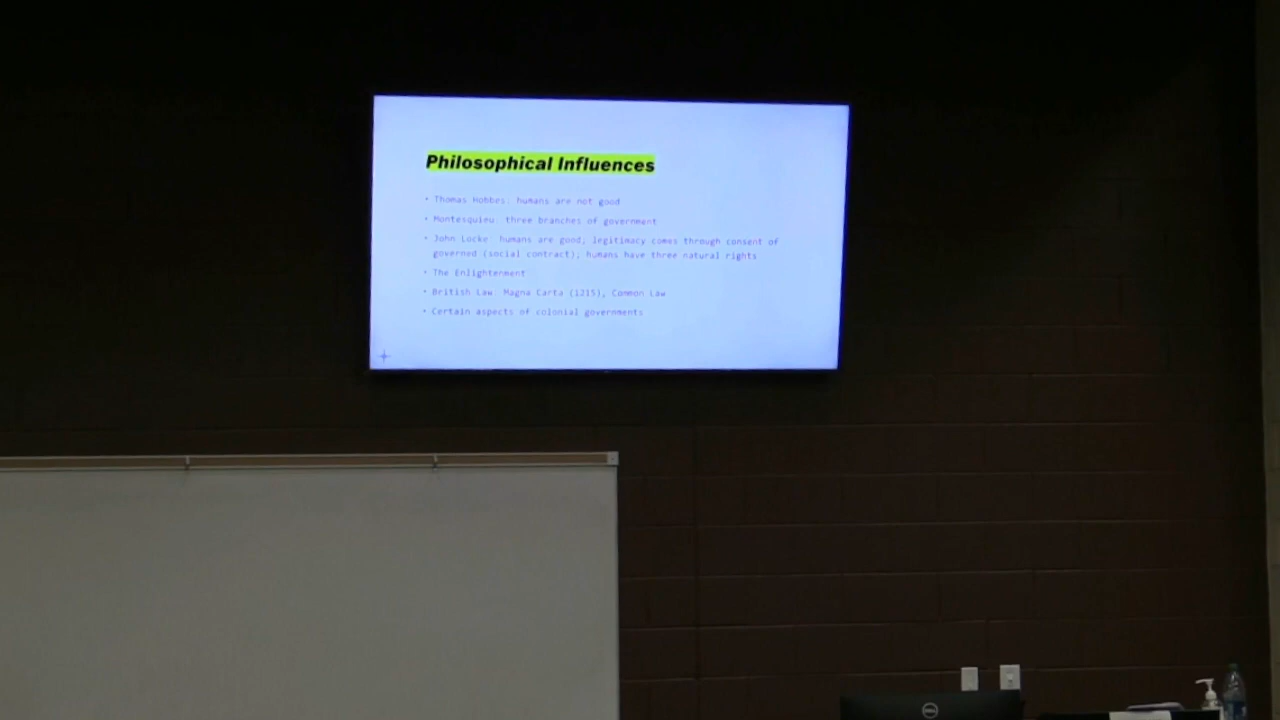 Philosophical Influences
• Thomas Hobbes: humans are not good
• Montesquieu: three branches of government
• John Locke: humans are good, legitimacy comes through consent of
governed (social contract), humans have three natural rights
• The Enlightenment
• British Law: Magna Carta (1215), Common Law
• Certain aspects of colonial governments
DELL